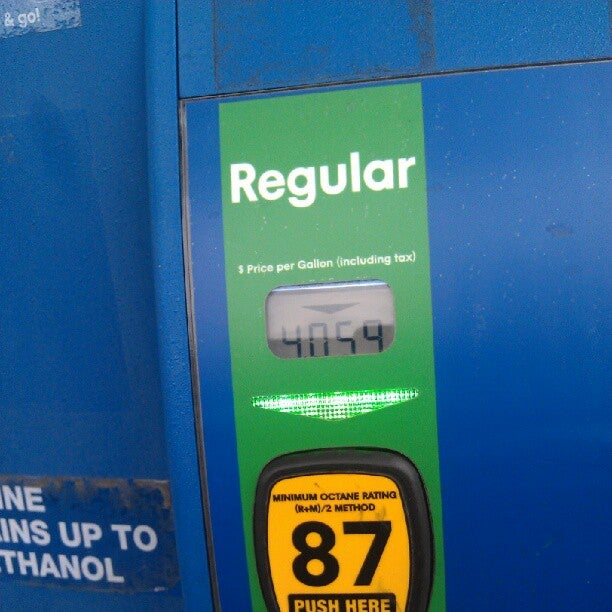 & go!
Regular
$ Price per Gallon (including tax)
4059
MINIMUM OCTANE RATING
(R+M)/2 METHOD
87
PUSH HERE
INE
INS UP TO
THANOL